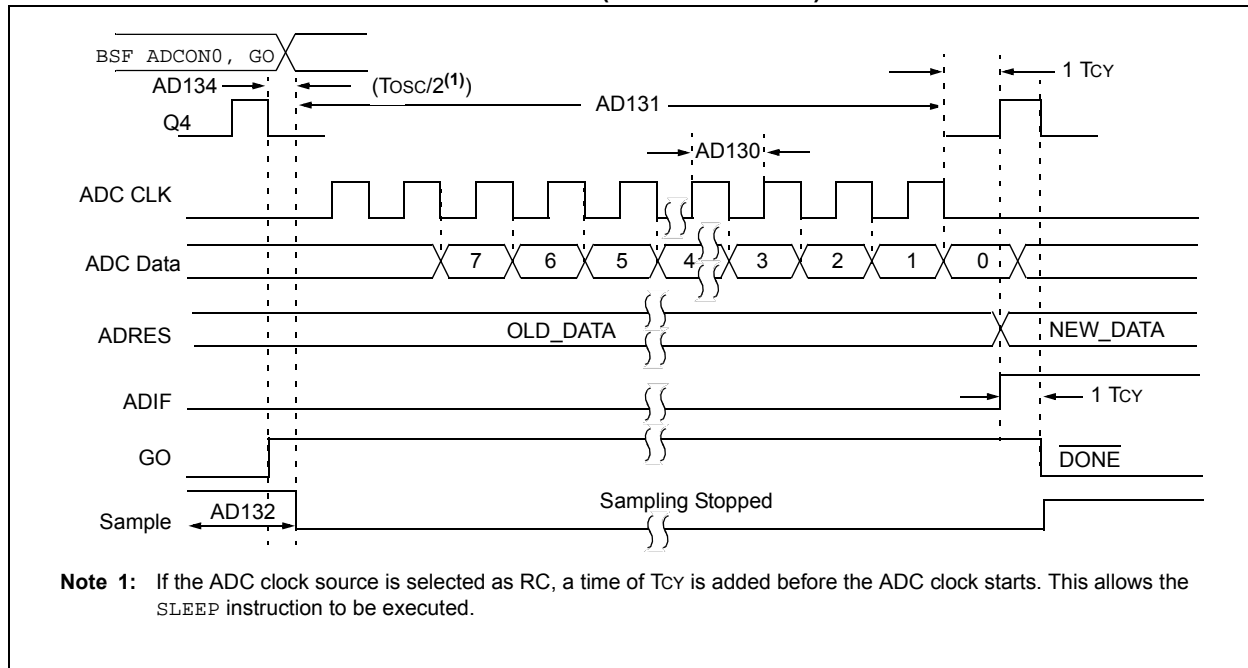 BSF ADCON0, GO
AD134
(TOSC/2(1))
1 TCY
AD131
Q4
AD130
ADC CLK
ADC Data
7 6 5 4 3 2 1 0
ADRES
OLD_DATA
NEW_DATA
ADIF
1 TCY
GO
DONE
Sample
AD132
Sampling Stopped
Note 1: If the ADC clock source is selected as RC, a time of TCY is added before the ADC clock starts. This allows the
SLEEP instruction to be executed.